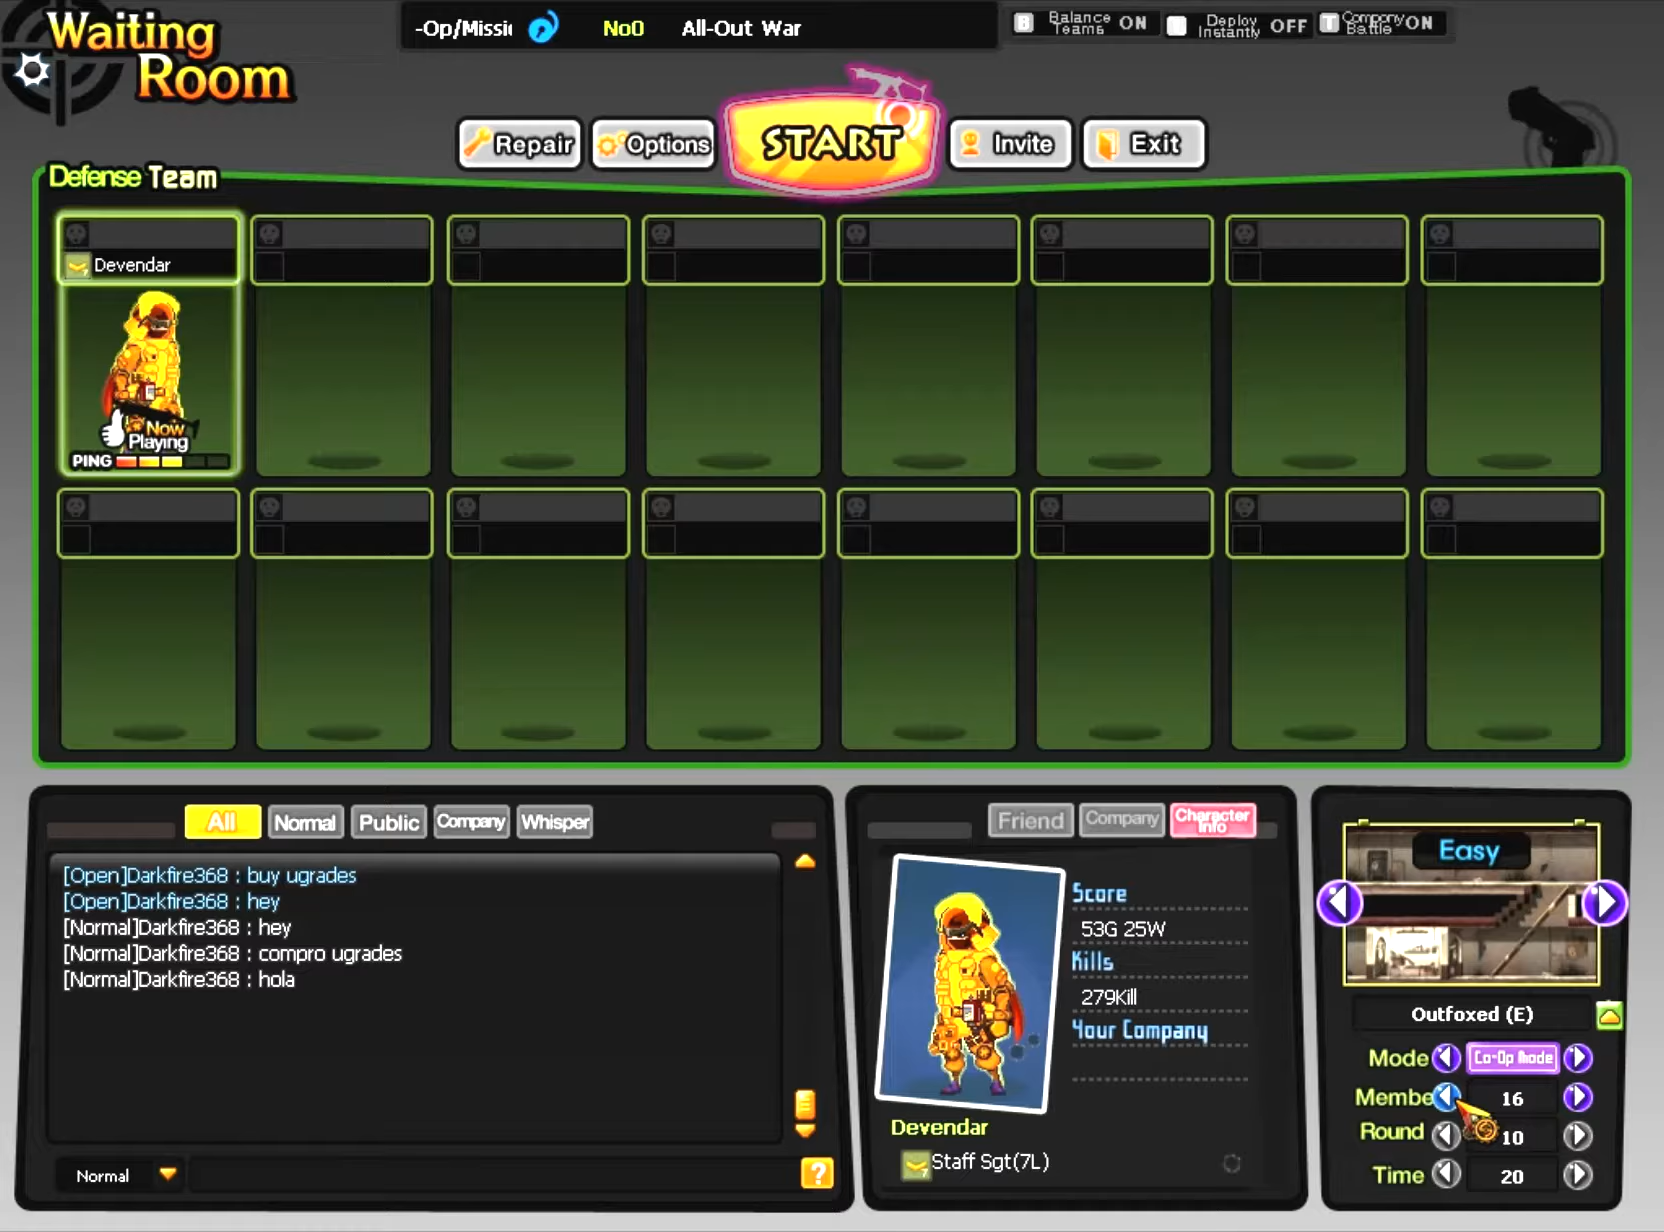 Waiting
Room
-Op/Missi
No0
All-Out War
B Balance Teams ON
Deploy Instantly OFF
T Company Battle ON
Repair
Options
START
Invite
Exit
Defense Team
Devendar
Now
Playing
PING
All
Normal
Public
Company
Whisper
[Open]Darkfire368 : buy ugrades
[Open]Darkfire368 : hey
[Normal]Darkfire368 : hey
[Normal]Darkfire368 : compro ugrades
[Normal]Darkfire368 : hola
Normal
?
Friend
Company
Character Info
Score
53G 25W
Kills
279Kill
Your Company
Devendar
7
Staff Sgt(7L)
Easy
Outfoxed (E)
Mode Co-Op Mode
Membe 16
Round 10
Time 20